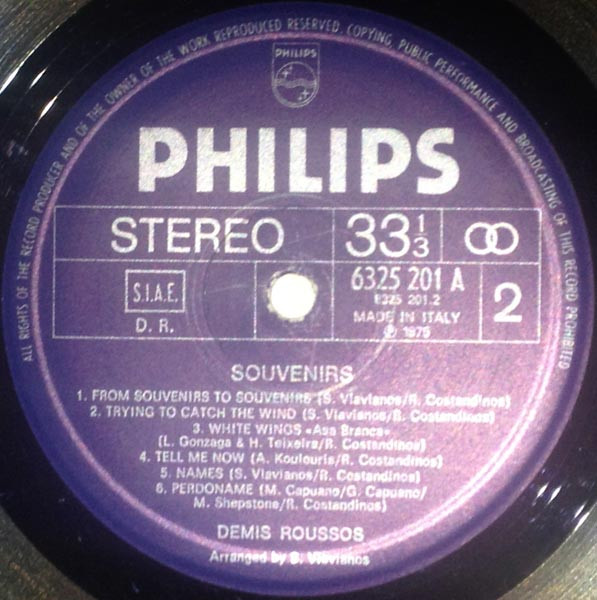 ALL RIGHTS OF THE RECORD PRODUCER AND OF THE OWNER OF THE WORK REPRODUCED RESERVED. COPYING, PUBLIC PERFORMANCE AND BROADCASTING OF THIS RECORD PROHIBITED
PHILIPS
PHILIPS
STEREO 33 1/3
S.I.A.E. 6325 201 A 2
6325 201.2
D. R. MADE IN ITALY
℗ 1975
SOUVENIRS
1. FROM SOUVENIRS TO SOUVENIRS (S. Vlavianos/R. Costandinos)
2. TRYING TO CATCH THE WIND (S. Vlavianos/R. Costandinos)
3. WHITE WINGS «Asa Branca»
(L. Gonzaga & H. Teixeira/R. Costandinos)
4. TELL ME NOW (A. Koulouris/R. Costandinos)
5. NAMES (S. Vlavianos/R. Costandinos)
6. PERDONAME (M. Capuano/G. Capuano/
M. Shepstone/R. Costandinos)
DEMIS ROUSSOS
Arranged by S. Vlavianos